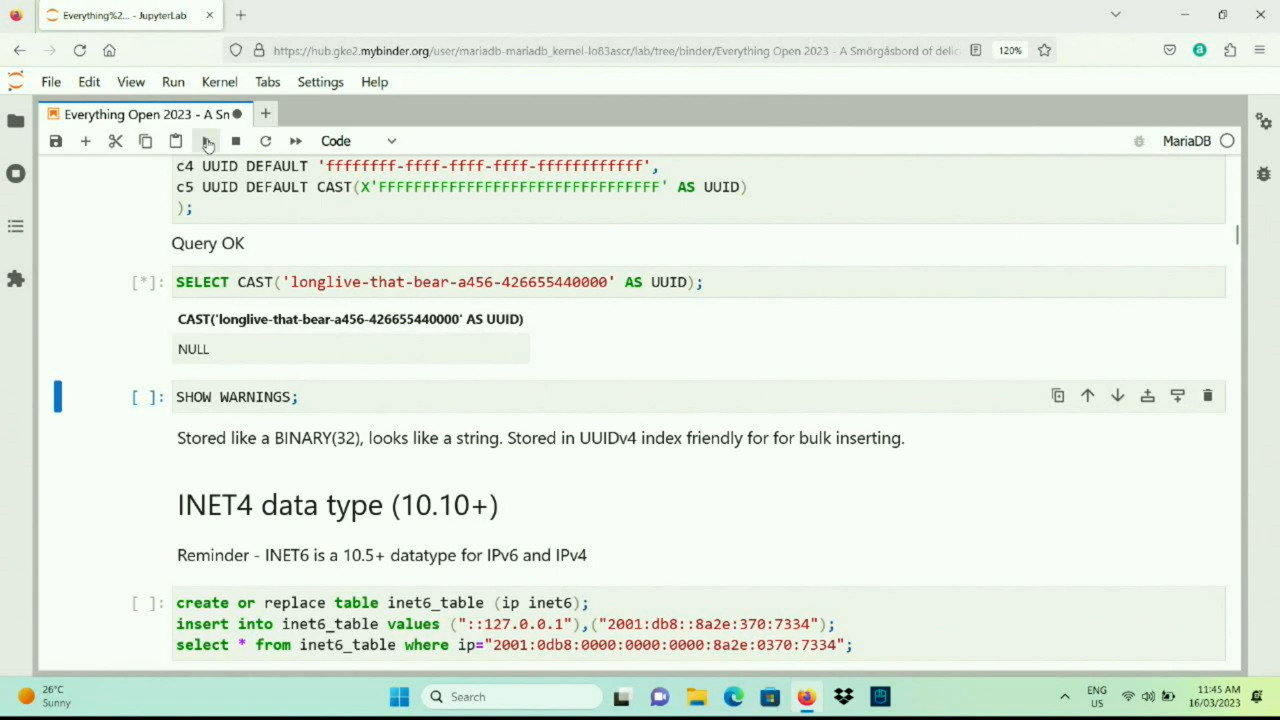 Everything%2... - JupyterLab
https://hub.gke2.mybinder.org/user/mariadb-mariadb_kernel-lo83ascr/lab/tree/binder/Everything Open 2023 - A Smörgåsbord of delic
120%
File Edit View Run Kernel Tabs Settings Help
Everything Open 2023 - A Sn
Code
MariaDB
c4 UUID DEFAULT 'ffffffff-ffff-ffff-ffff-ffffffffffff',
c5 UUID DEFAULT CAST(X'FFFFFFFFFFFFFFFFFFFFFFFFFFFFFFFF' AS UUID)
);
Query OK
[*]: SELECT CAST('longlive-that-bear-a456-426655440000' AS UUID);
CAST('longlive-that-bear-a456-426655440000' AS UUID)
NULL
[ ]: SHOW WARNINGS;
Stored like a BINARY(32), looks like a string. Stored in UUIDv4 index friendly for for bulk inserting.
INET4 data type (10.10+)
Reminder - INET6 is a 10.5+ datatype for IPv6 and IPv4
[ ]: create or replace table inet6_table (ip inet6);
insert into inet6_table values ("::127.0.0.1"),("2001:db8::8a2e:370:7334");
select * from inet6_table where ip="2001:0db8:0000:0000:0000:8a2e:0370:7334";
26°C
Sunny
Search
ENG
US
11:45 AM
16/03/2023